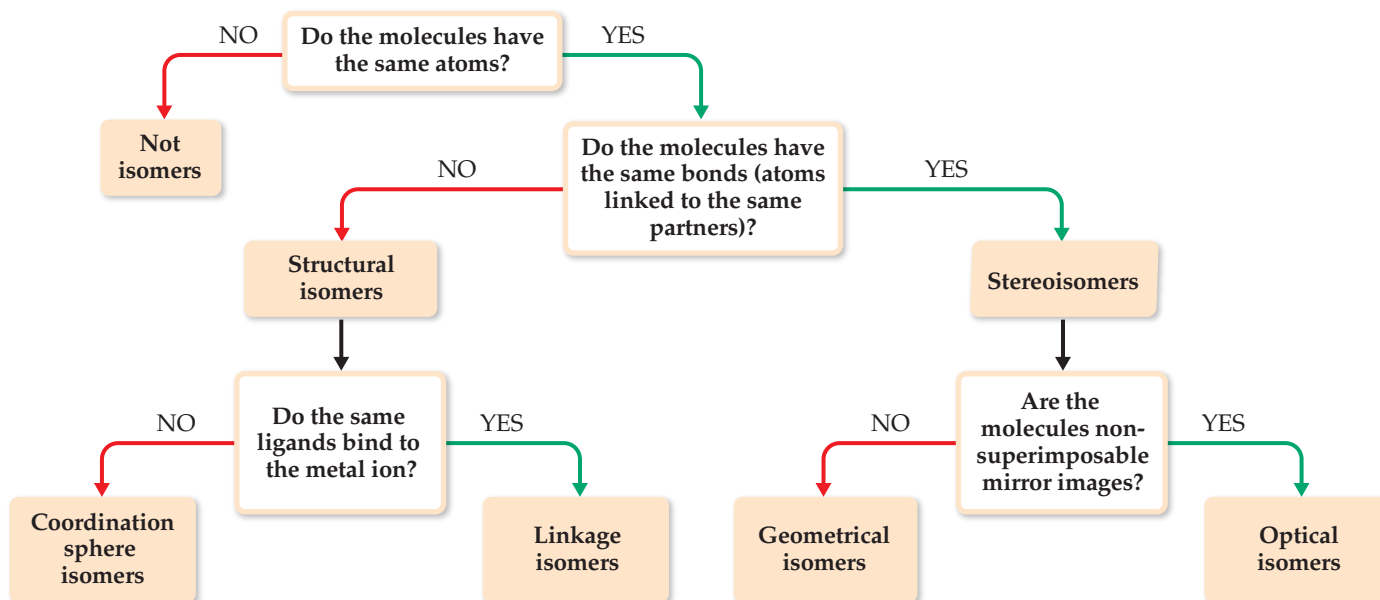 NO
Do the molecules have
the same atoms?
YES
Not
isomers
NO
Do the molecules have
the same bonds (atoms
linked to the same
partners)?
YES
Structural
isomers
Stereoisomers
NO
Do the same
ligands bind to
the metal ion?
YES
NO
Are the
molecules non-
superimposable
mirror images?
YES
Coordination
sphere
isomers
Linkage
isomers
Geometrical
isomers
Optical
isomers